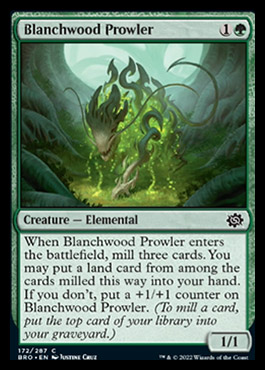 Blanchwood Prowler 1
Creature — Elemental
When Blanchwood Prowler enters
the battlefield, mill three cards. You
may put a land card from among the
cards milled this way into your hand.
If you don't, put a +1/+1 counter on
Blanchwood Prowler. (To mill a card,
put the top card of your library
into your graveyard.)
1/1
172/287 C
BRO • EN Justine Cruz ™ & © 2022 Wizards of the Coast